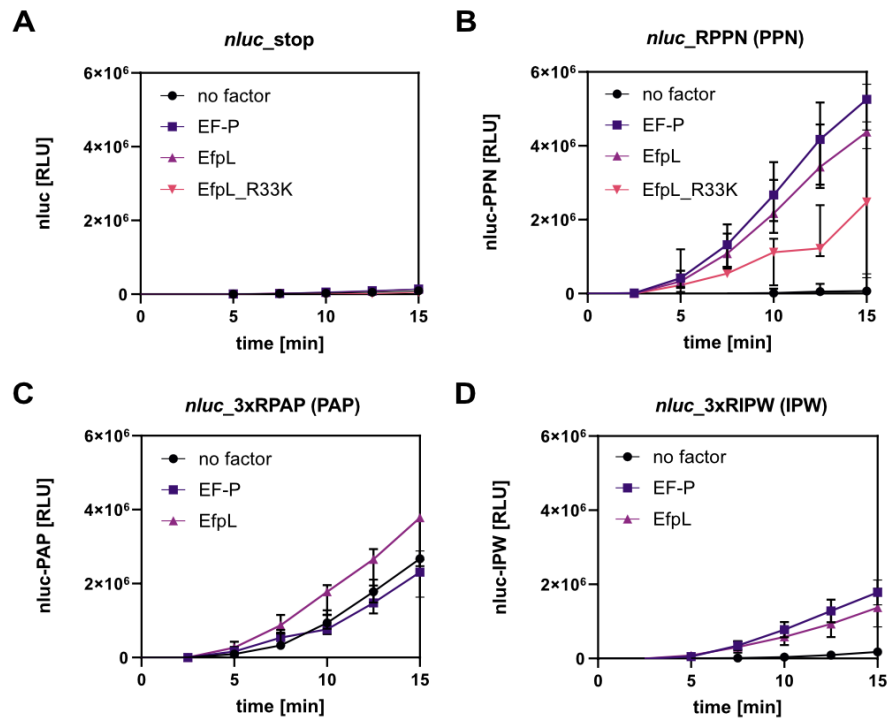 A
nluc_stop
6×10⁶
4×10⁶
2×10⁶
0
nluc [RLU]
no factor
EF-P
EfpL
EfpL_R33K
0 5 10 15
time [min]
B
nluc_RPPN (PPN)
6×10⁶
4×10⁶
2×10⁶
0
nluc-PPN [RLU]
no factor
EF-P
EfpL
EfpL_R33K
0 5 10 15
time [min]
C
nluc_3xRPAP (PAP)
6×10⁶
4×10⁶
2×10⁶
0
nluc-PAP [RLU]
no factor
EF-P
EfpL
0 5 10 15
time [min]
D
nluc_3xRIPW (IPW)
6×10⁶
4×10⁶
2×10⁶
0
nluc-IPW [RLU]
no factor
EF-P
EfpL
0 5 10 15
time [min]